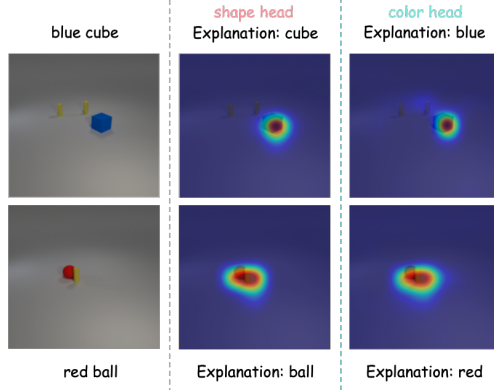 shape head
color head
blue cube
Explanation: cube
Explanation: blue
red ball
Explanation: ball
Explanation: red